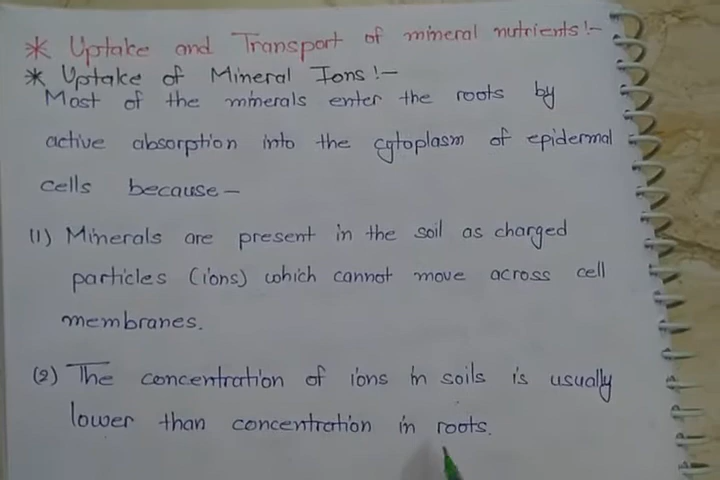 * Uptake and Transport of mineral nutrients:-
* Uptake of Mineral Ions:-
Most of the minerals enter the roots by
active absorption into the cytoplasm of epidermal
cells because-
(1) Minerals are present in the soil as charged
particles (ions) which cannot move across cell
membranes.
(2) The concentration of ions in soils is usually
lower than concentration in roots.